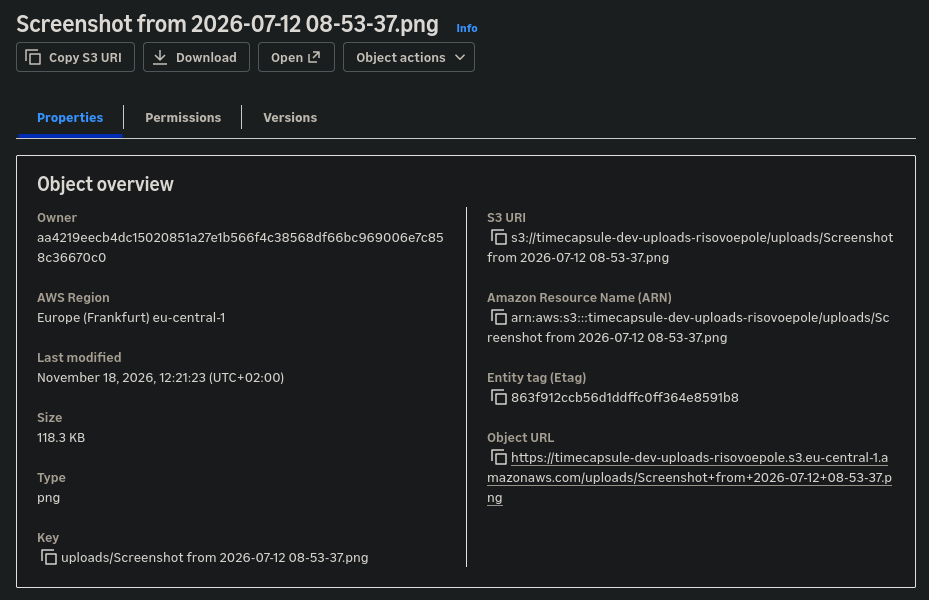 Screenshot from 2026-07-12 08-53-37.png Info
Copy S3 URI Download Open Object actions
Properties Permissions Versions
Object overview
Owner
aa4219eecb4dc15020851a27e1b566f4c38568df66bc969006e7c85
8c36670c0
AWS Region
Europe (Frankfurt) eu-central-1
Last modified
November 18, 2026, 12:21:23 (UTC+02:00)
Size
118.3 KB
Type
png
Key
uploads/Screenshot from 2026-07-12 08-53-37.png
S3 URI
s3://timecapsule-dev-uploads-risovoepole/uploads/Screenshot
from 2026-07-12 08-53-37.png
Amazon Resource Name (ARN)
arn:aws:s3:::timecapsule-dev-uploads-risovoepole/uploads/Sc
reenshot from 2026-07-12 08-53-37.png
Entity tag (Etag)
863f912ccb56d1ddffc0ff364e8591b8
Object URL
https://timecapsule-dev-uploads-risovoepole.s3.eu-central-1.a
mazonaws.com/uploads/Screenshot+from+2026-07-12+08-53-37.p
ng